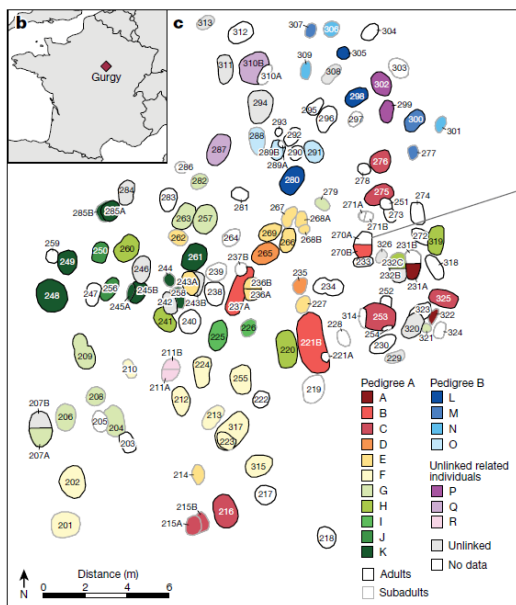 b
Gurgy
c
313
312
307
306
304
311
310B
310A
309
305
308
303
302
298
294
295
296
297
299
300
301
293
292
287
288
289B
289A
290
291
277
276
278
286
282
280
275
284
283
281
279
271A
251
273
274
285B
285A
267
268A
271B
263
257
269
266
268B
270A
270B
272
231B
319
262
264
265
326
259
249
250
260
261
237B
233
232C
318
246
244
239
238
236B
236A
235
234
232B
231A
248
247
256
245B
245A
243A
258
242
243B
237A
227
252
325
314
253
323
322
241
240
225
226
228
254
320
321
324
220
221B
230
209
211B
221A
229
210
211A
224
255
219
207B
208
212
222
206
205
204
213
317
207A
203
223
214
315
202
217
215B
216
215A
201
218
N
Distance (m)
0 2 4 6
Pedigree A
A
B
C
D
E
F
G
H
I
J
K
Pedigree B
L
M
N
O
Unlinked related
individuals
P
Q
R
Unlinked
No data
Adults
Subadults